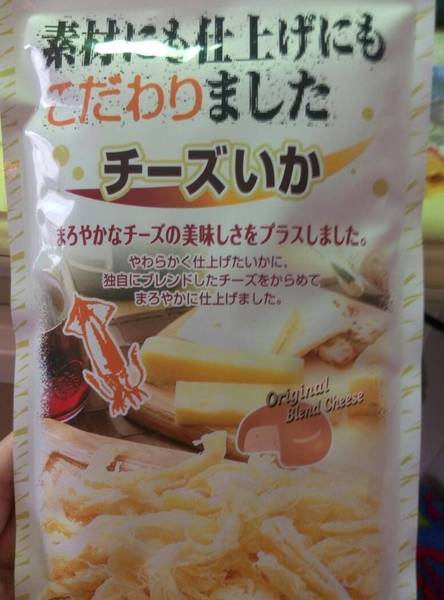 素材にも仕上げにも
こだわりました
チーズいか
まろやかなチーズの美味しさをプラスしました。
やわらかく仕上げたいかに、
独自にブレンドしたチーズをからめて
まろやかに仕上げました。
Original
Blend Cheese